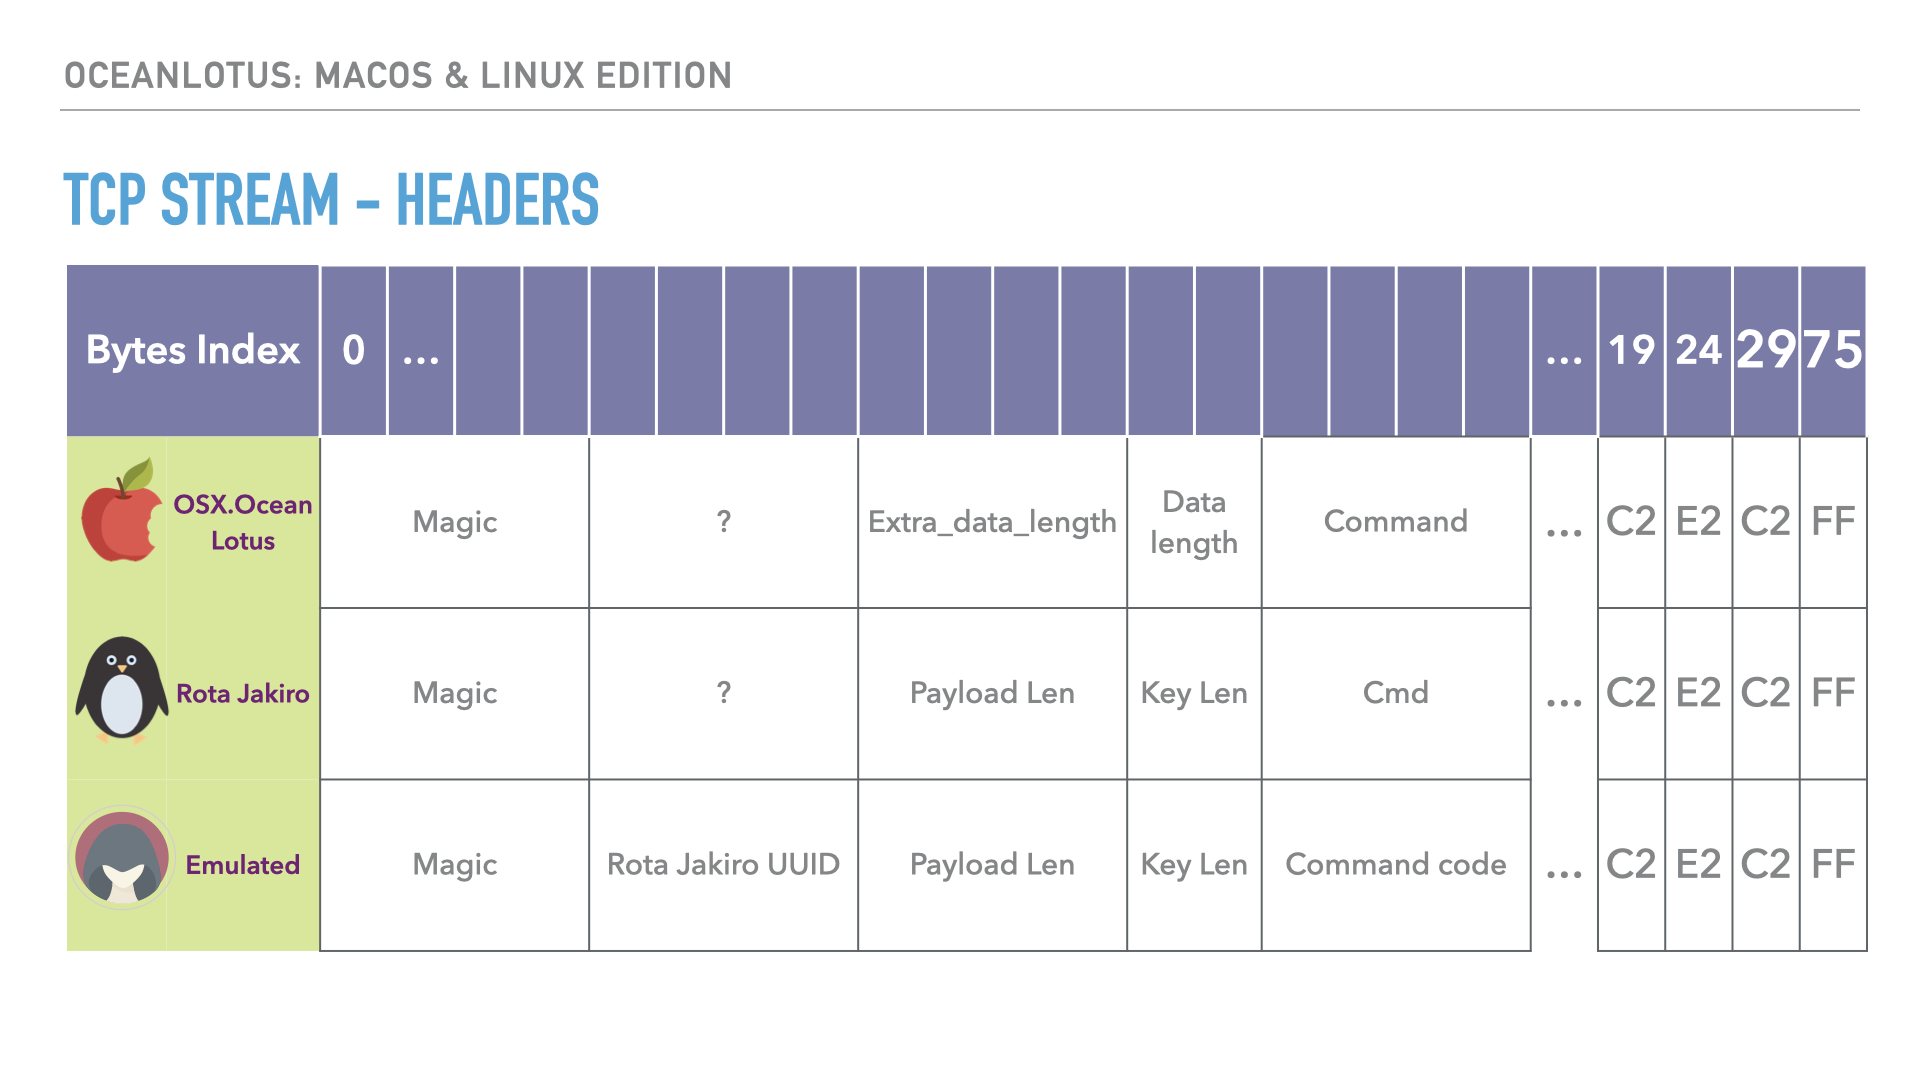 OCEANLOTUS: MACOS & LINUX EDITION
TCP STREAM - HEADERS
Bytes Index 0 ... ... 19 24 29 75
OSX.Ocean
Lotus
Magic ? Extra_data_length
Data
length
Command ... C2 E2 C2 FF
Rota Jakiro Magic ? Payload Len Key Len Cmd ... C2 E2 C2 FF
Emulated Magic Rota Jakiro UUID Payload Len Key Len Command code ... C2 E2 C2 FF